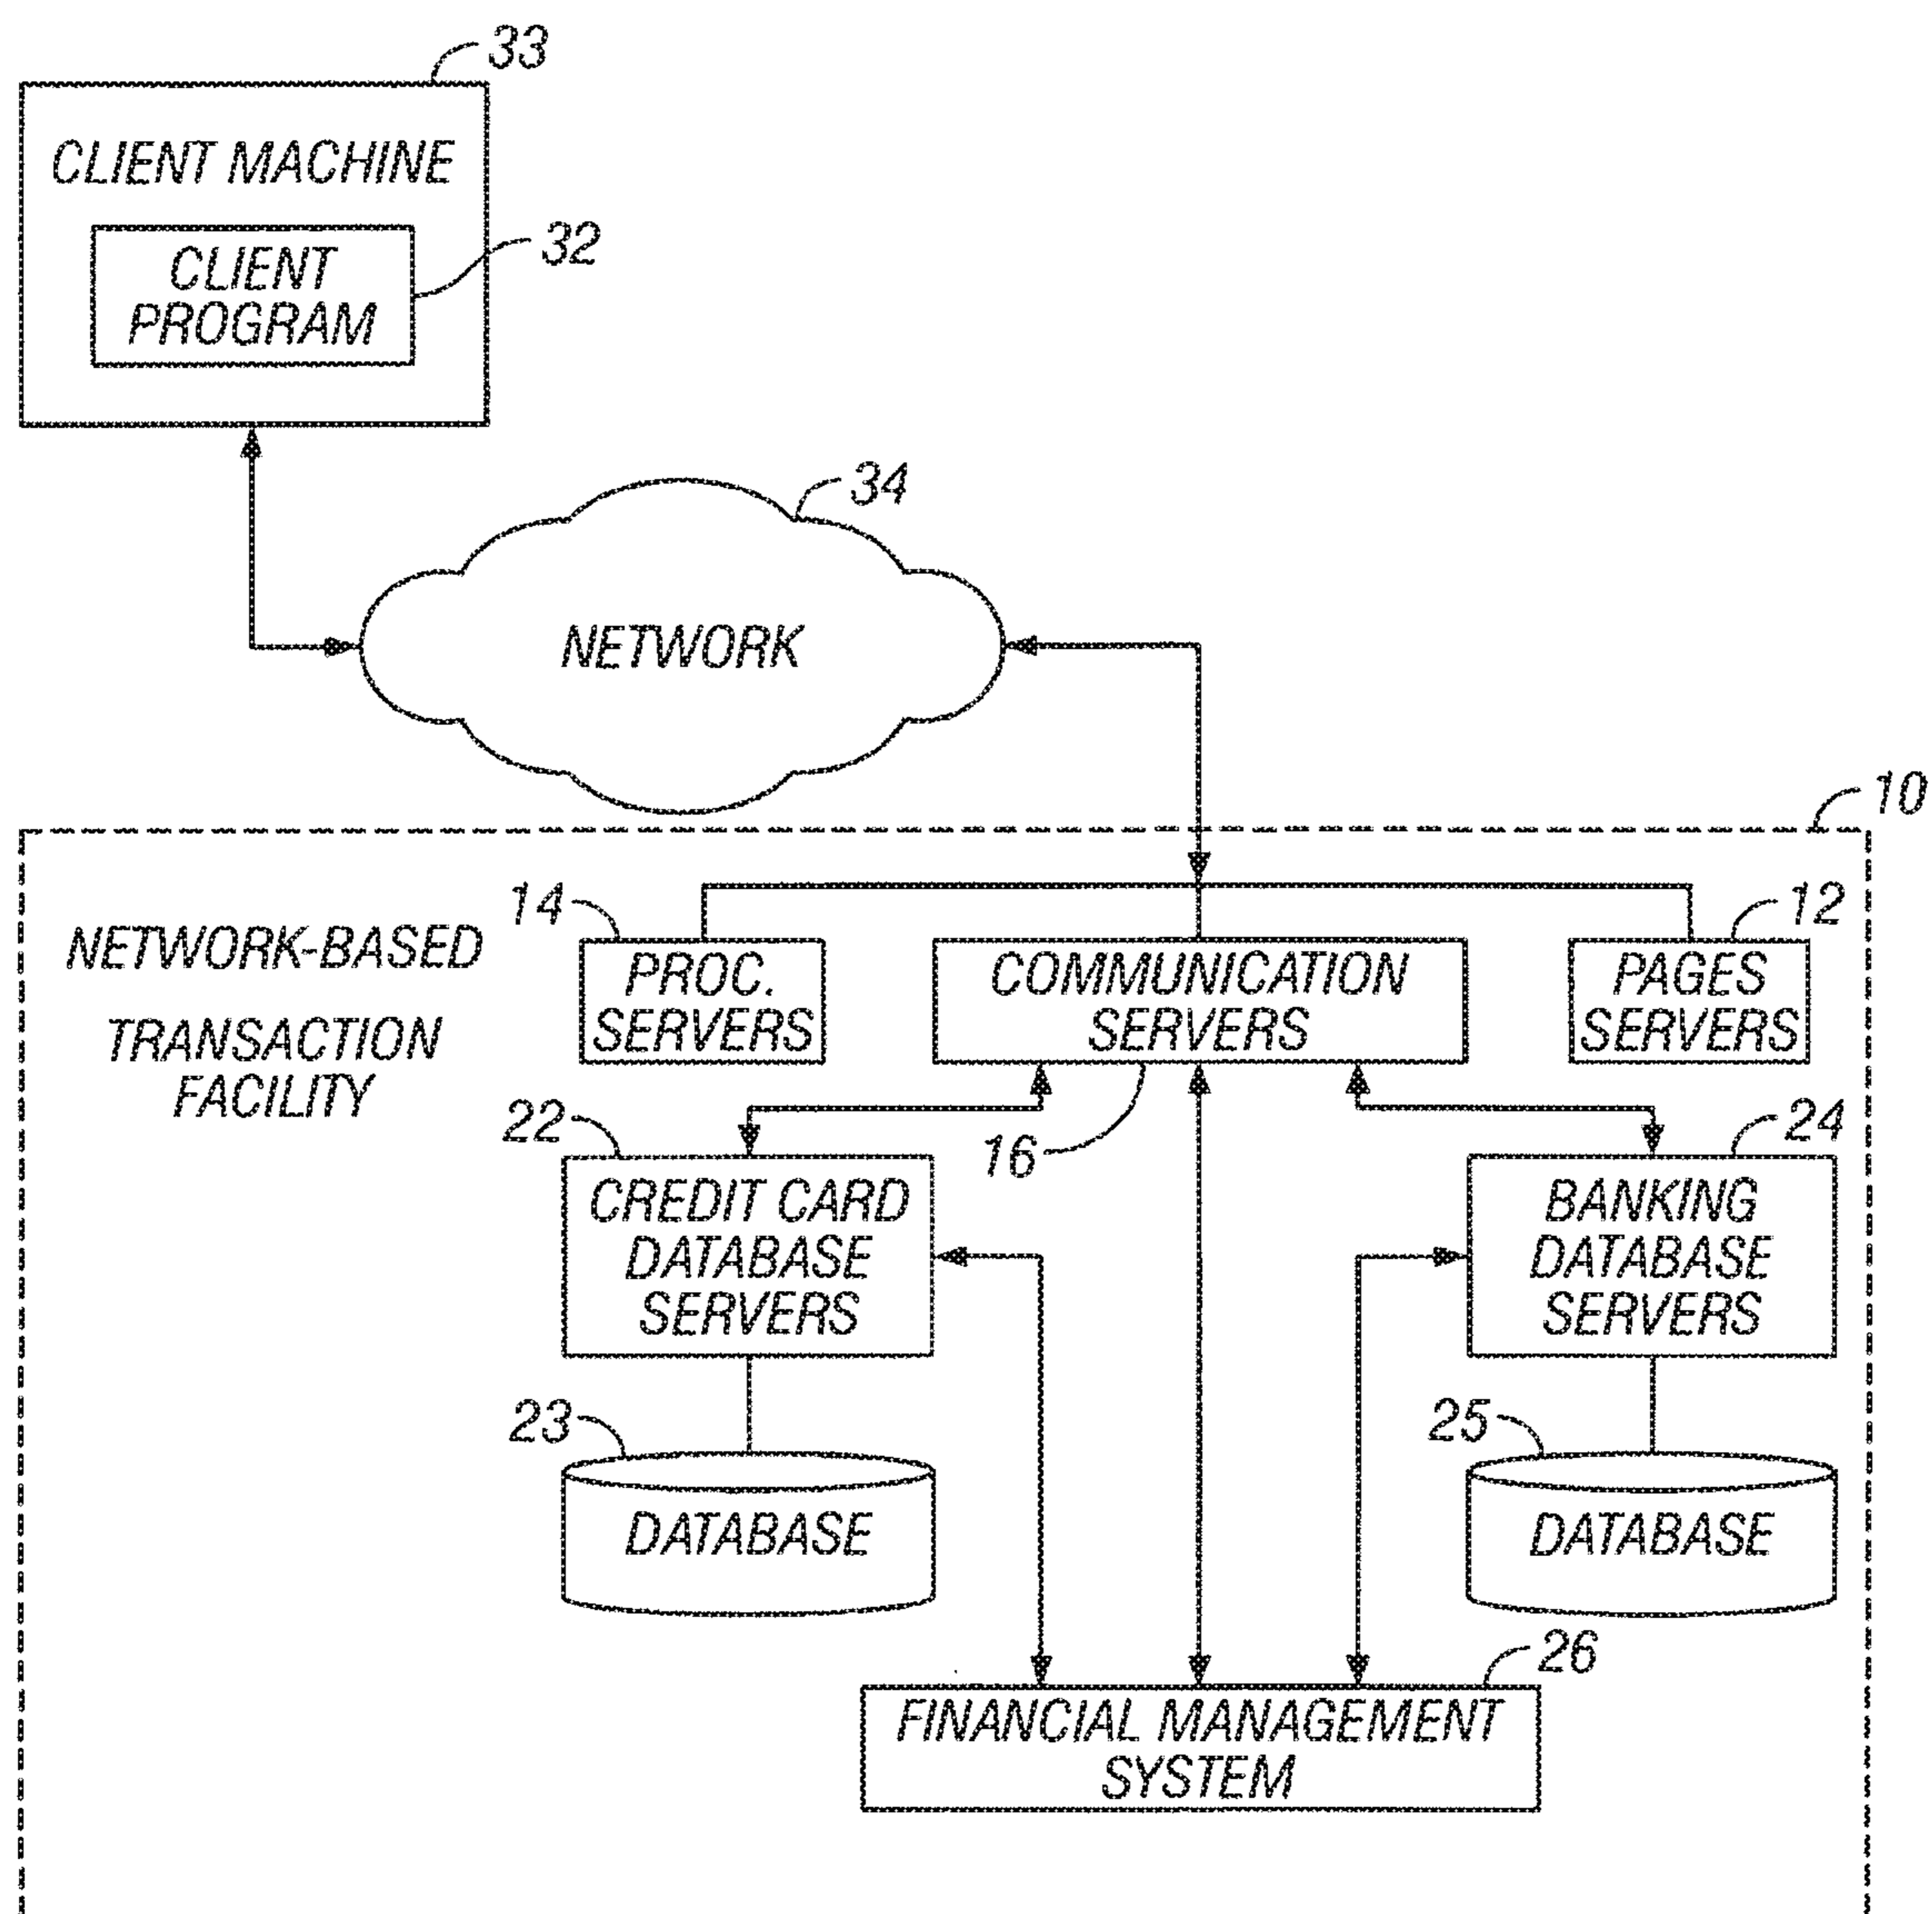 33
CLIENT MACHINE
32
CLIENT
PROGRAM
34
NETWORK
10
NETWORK-BASED
TRANSACTION
FACILITY
14
PROC.
SERVERS
COMMUNICATION
SERVERS
12
PAGES
SERVERS
22
16
24
CREDIT CARD
DATABASE
SERVERS
BANKING
DATABASE
SERVERS
23
DATABASE
25
DATABASE
26
FINANCIAL MANAGEMENT
SYSTEM